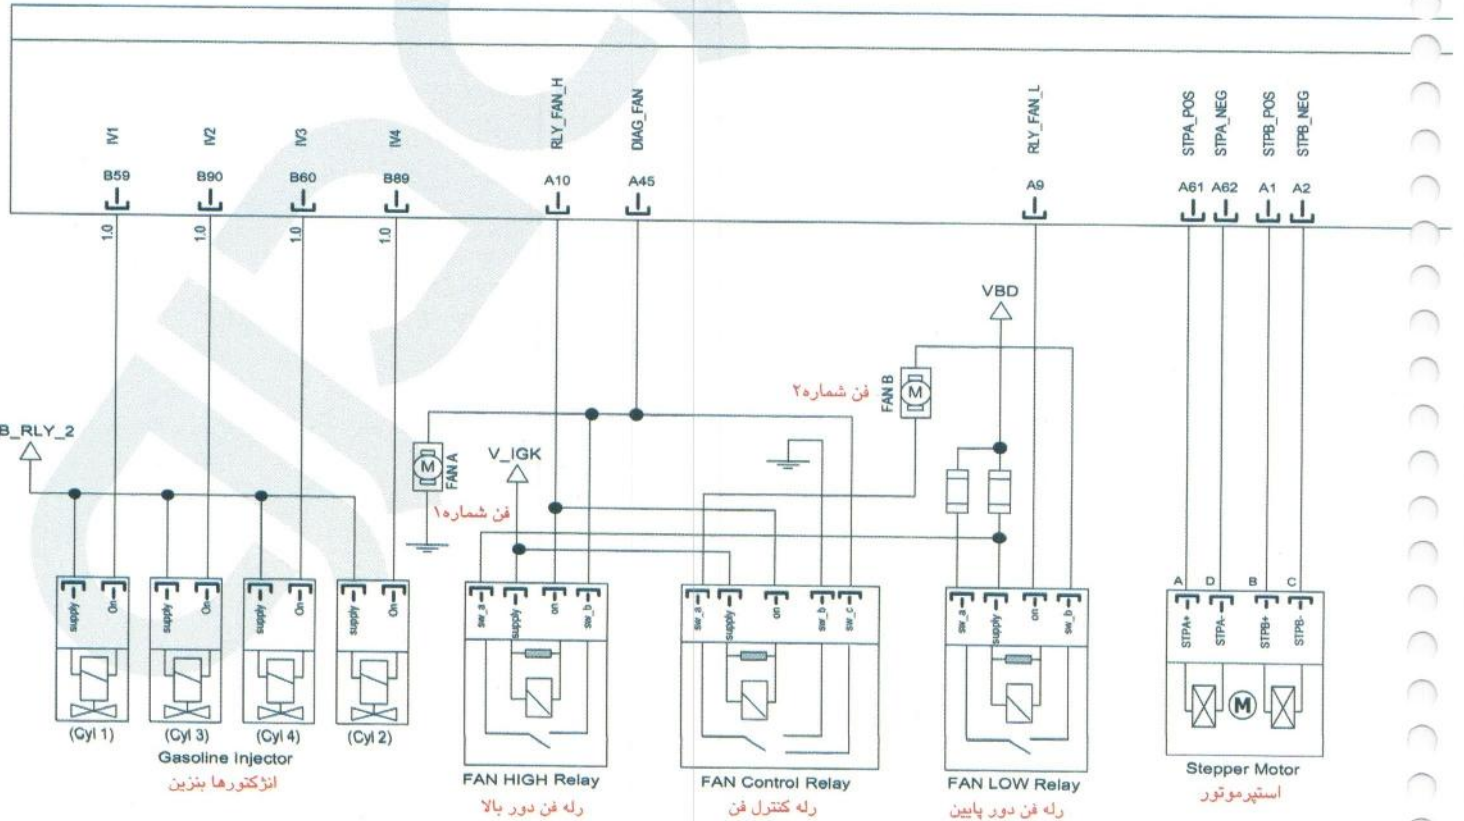 IV1
IV2
IV3
IV4
RLY_FAN_H
DIAG_FAN
RLY_FAN_L
STPA_POS
STPA_NEG
STPB_POS
STPB_NEG
B59
B90
B60
B89
A10
A45
A9
A61
A62
A1
A2
1.0
1.0
1.0
1.0
VBD
FAN B
M
فن شماره۲
B_RLY_2
M
FAN A
V_IGK
فن شماره۱
A
D
B
C
supply
On
supply
On
supply
On
supply
On
sw_a
supply
on
sw_b
sw_a
supply
on
sw_b
sw_c
sw_a
supply
on
sw_b
STPA+
STPA-
STPB+
STPB-
M
(Cyl 1)
(Cyl 3)
(Cyl 4)
(Cyl 2)
Gasoline Injector
انژکتورها بنزین
FAN HIGH Relay
رله فن دور بالا
FAN Control Relay
رله کنترل فن
FAN LOW Relay
رله فن دور پایین
Stepper Motor
استپرموتور